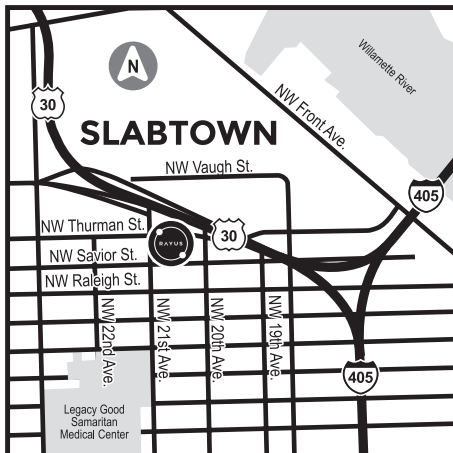 Willamette River
N
30
NW Front Ave.
SLABTOWN
NW Vaugh St.
405
NW Thurman St.
30
RAYUS
NW Savior St.
NW Raleigh St.
NW 22nd Ave.
NW 21st Ave.
NW 20th Ave.
NW 19th Ave.
405
Legacy Good
Samaritan
Medical Center